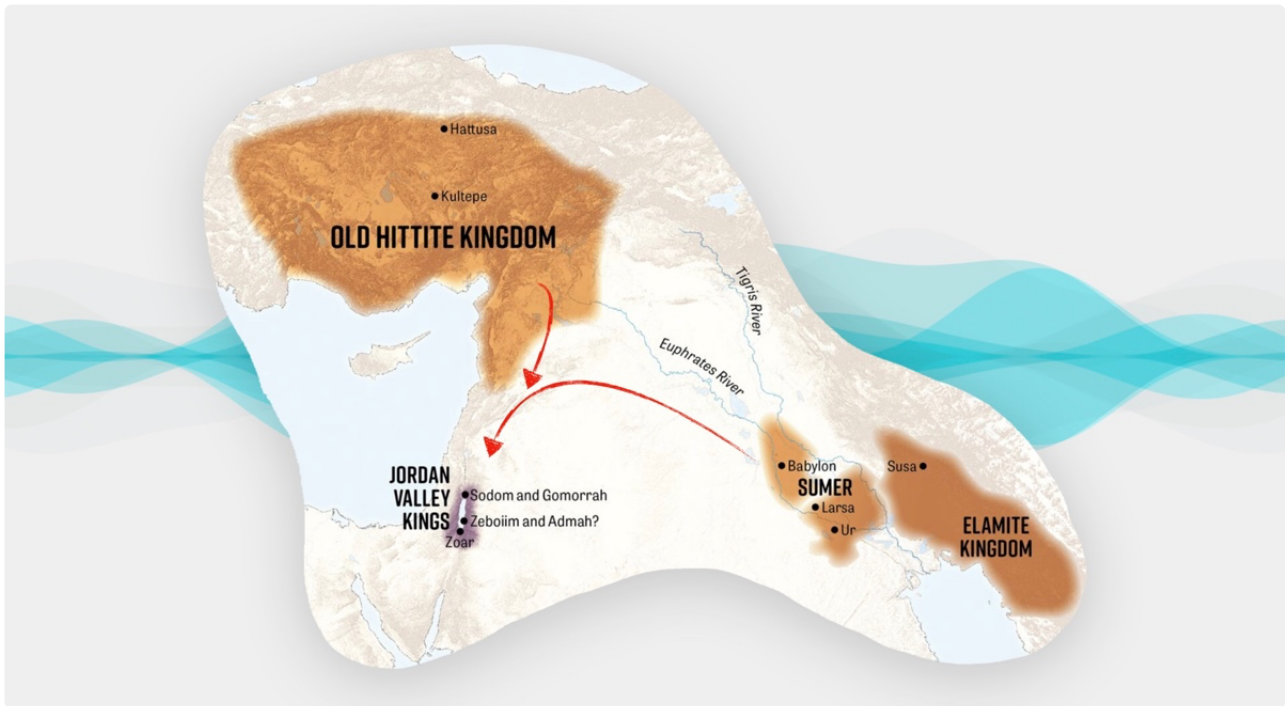 Hattusa
Kultepe
OLD HITTITE KINGDOM
Tigris River
Euphrates River
JORDAN
VALLEY
KINGS
Sodom and Gomorrah
Zeboiim and Admah?
Zoar
Babylon
SUMER
Larsa
Ur
Susa
ELAMITE
KINGDOM